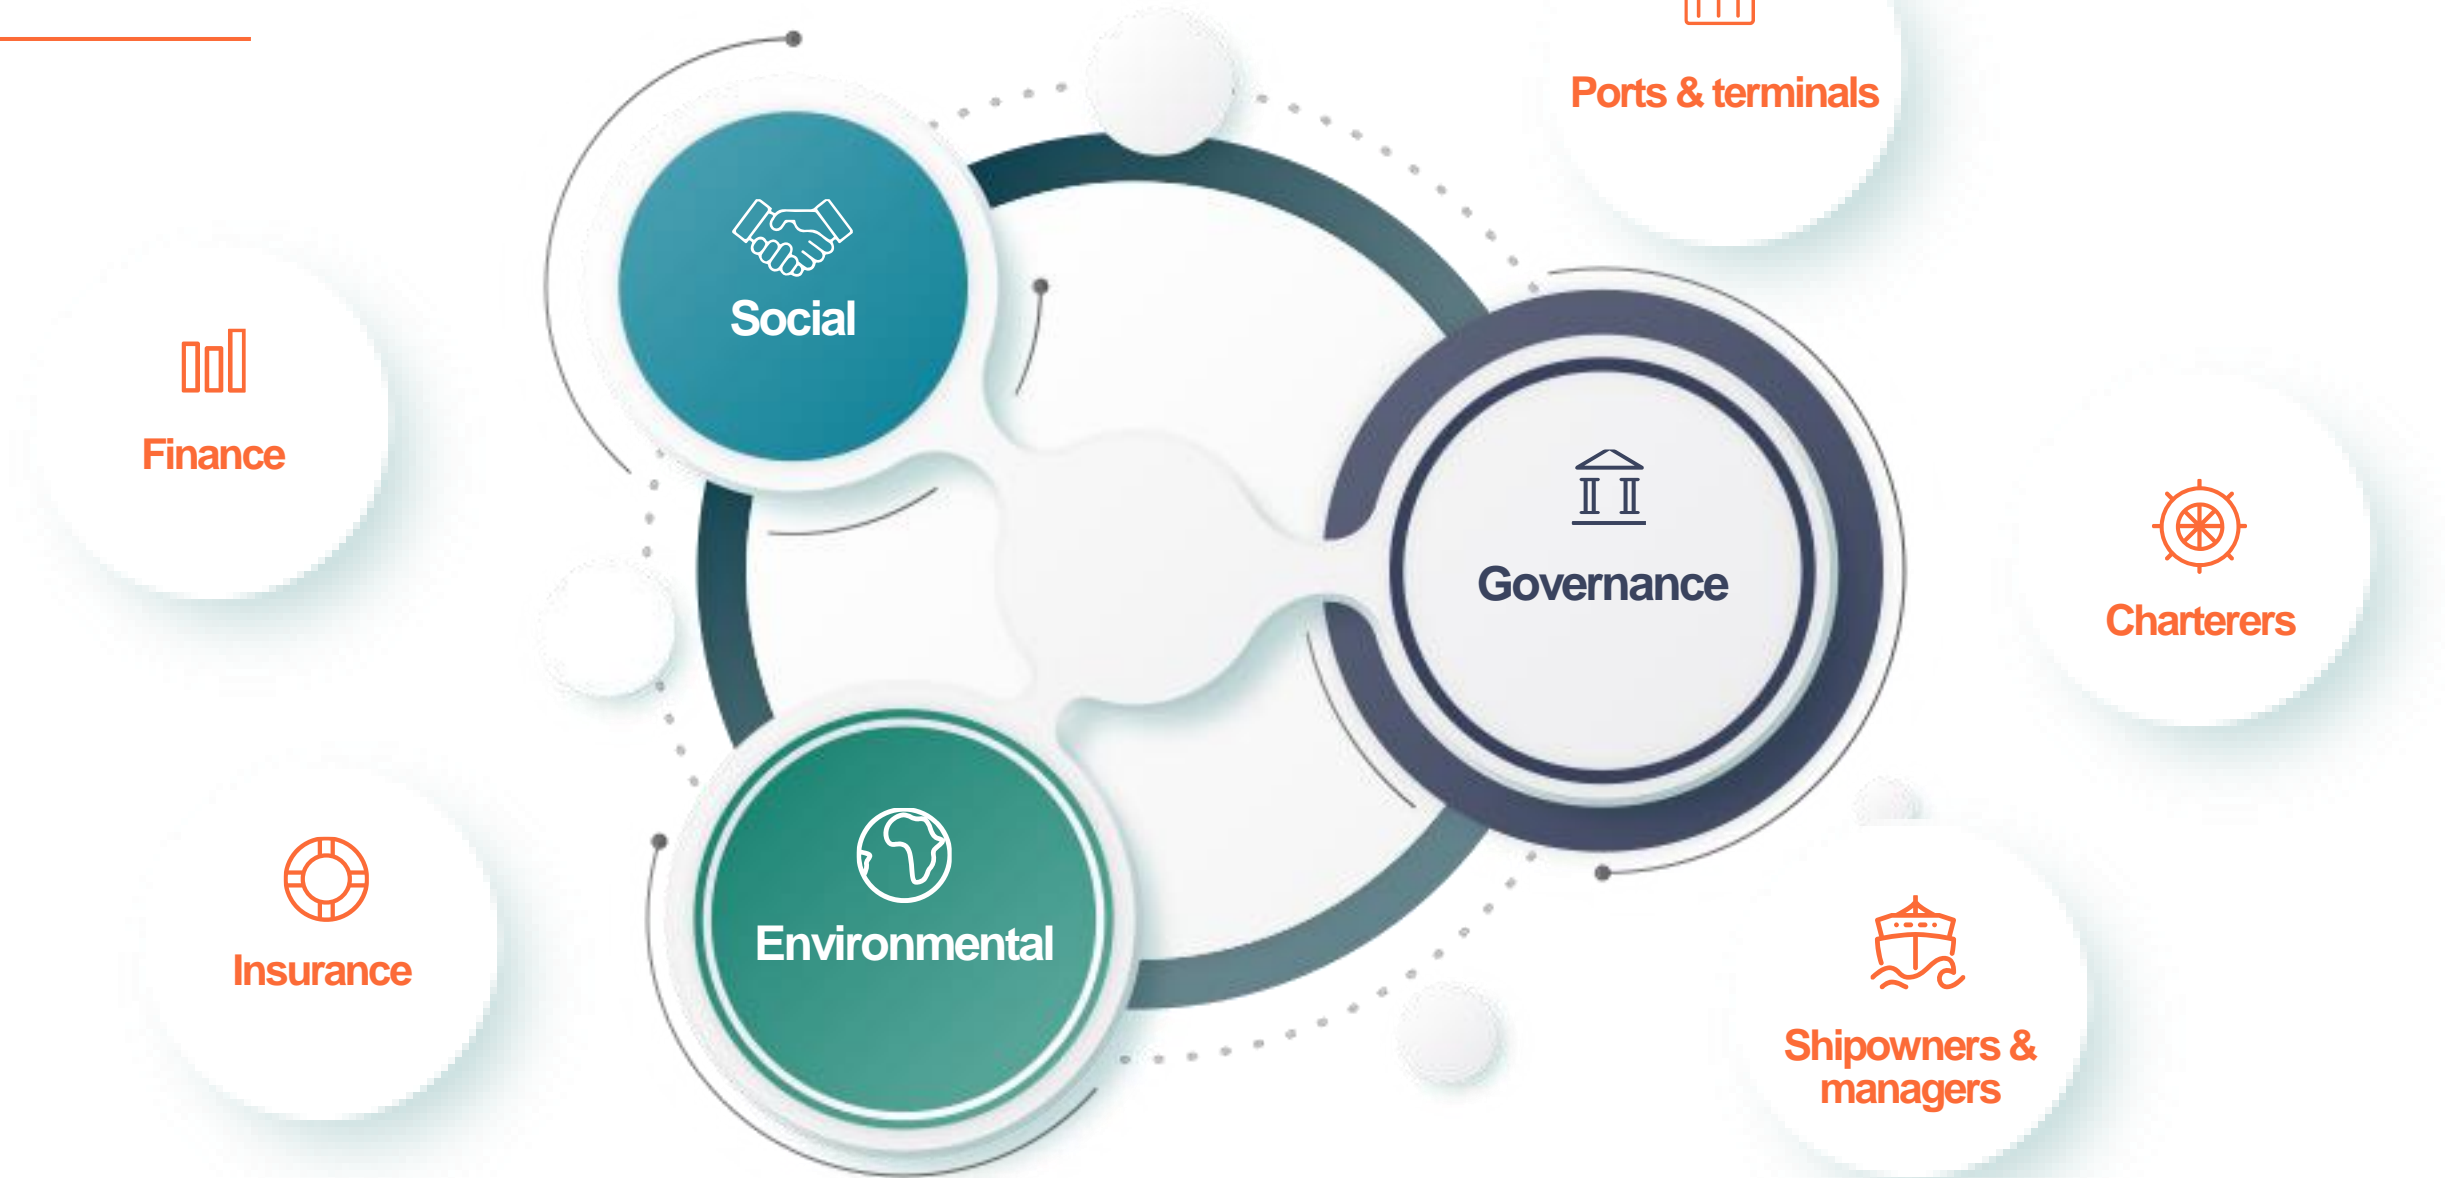 Ports & terminals
Social
Finance
Governance
Charterers
Environmental
Insurance
Shipowners &
managers